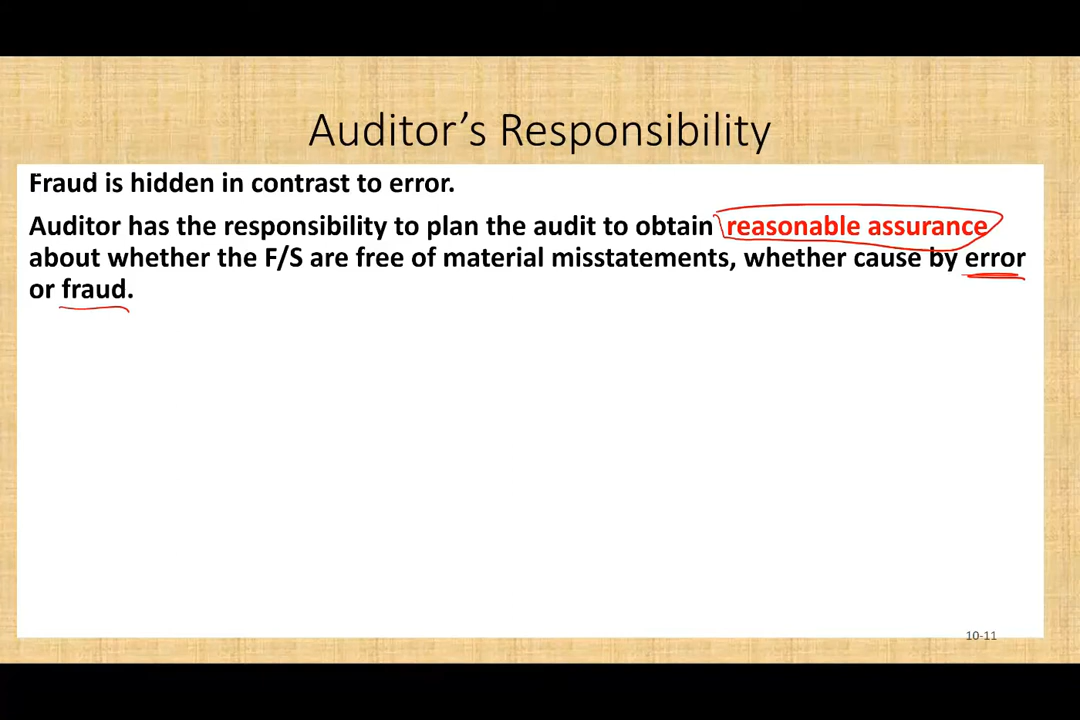 Auditor’s Responsibility
Fraud is hidden in contrast to error.
Auditor has the responsibility to plan the audit to obtain reasonable assurance
about whether the F/S are free of material misstatements, whether cause by error
or fraud.
10-11